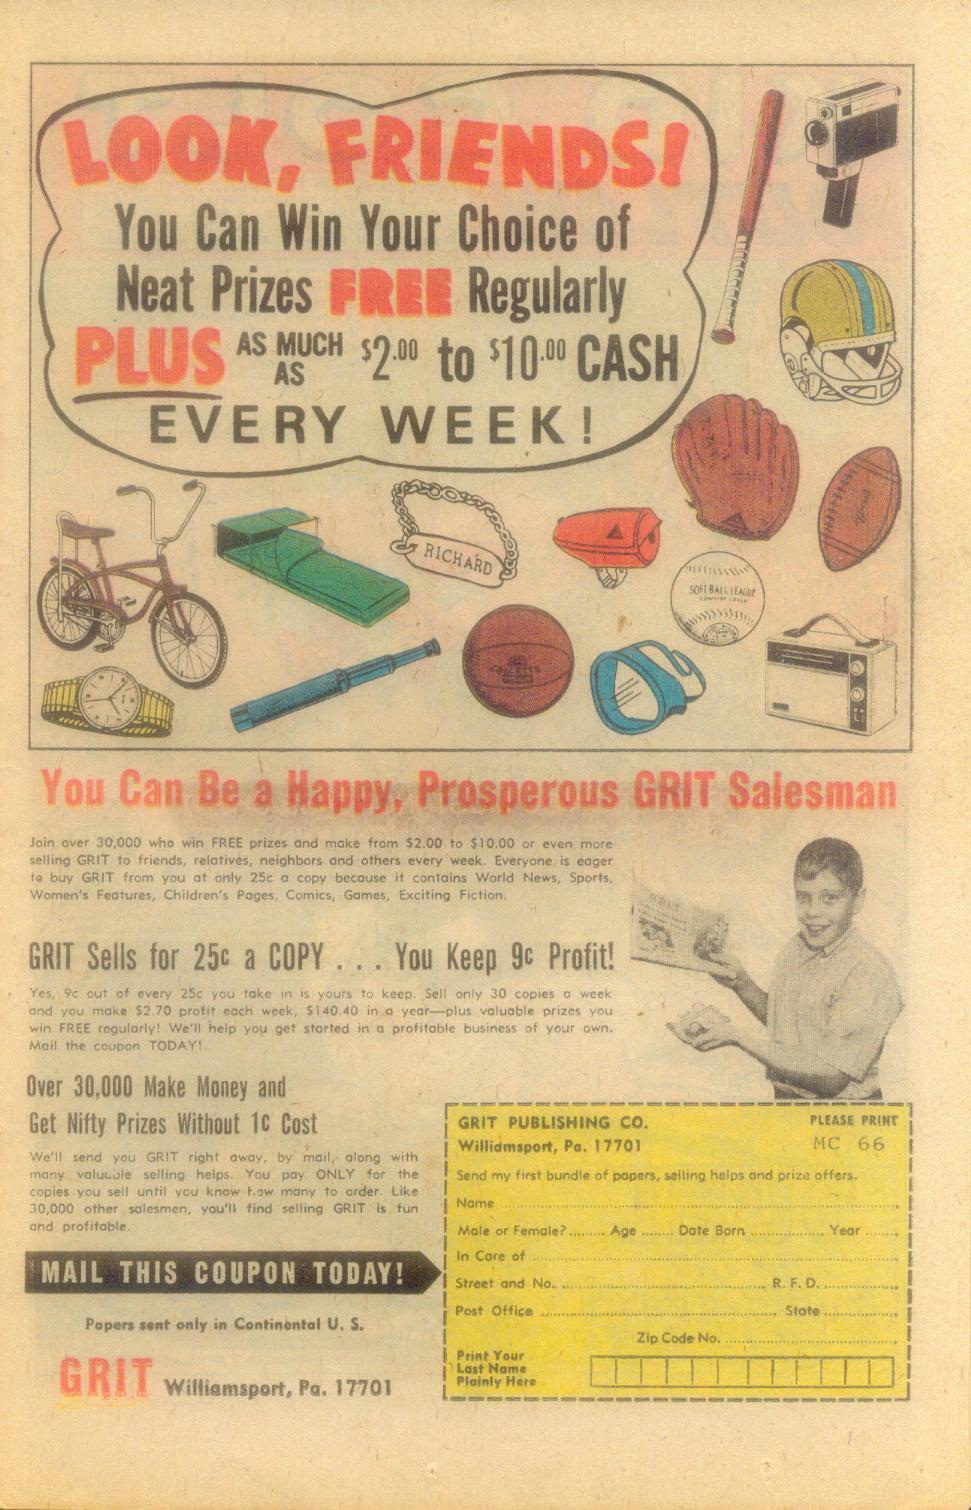 LOOK, FRIENDS!
You Can Win Your Choice of
Neat Prizes FREE Regularly
PLUS AS MUCH AS $2.00 to $10.00 CASH
EVERY WEEK!
RICHARD
SOFT BALL LEAGUE
You Can Be a Happy, Prosperous GRIT Salesman
Join over 30,000 who win FREE prizes and make from $2.00 to $10.00 or even more
selling GRIT to friends, relatives, neighbors and others every week. Everyone is eager
to buy GRIT from you at only 25c a copy because it contains World News, Sports,
Women's Features, Children's Pages, Comics, Games, Exciting Fiction.
GRIT
GRIT Sells for 25c a COPY . . . You Keep 9c Profit!
Yes, 9c out of every 25c you take in is yours to keep. Sell only 30 copies a week
and you make $2.70 profit each week, $140.40 in a year—plus valuable prizes you
win FREE regularly! We'll help you get started in a profitable business of your own.
Mail the coupon TODAY!
Over 30,000 Make Money and
Get Nifty Prizes Without 1c Cost
We'll send you GRIT right away, by mail, along with
many valuable selling helps. You pay ONLY for the
copies you sell until you know how many to order. Like
30,000 other salesmen, you'll find selling GRIT is fun
and profitable.
MAIL THIS COUPON TODAY!
Papers sent only in Continental U. S.
GRIT Williamsport, Pa. 17701
GRIT PUBLISHING CO. PLEASE PRINT
Williamsport, Pa. 17701 MC 66
Send my first bundle of papers, selling helps and prize offers.
Name
Male or Female? Age Date Born Year
In Care of
Street and No. R. F. D.
Post Office State
Zip Code No.
Print Your
Last Name
Plainly Here